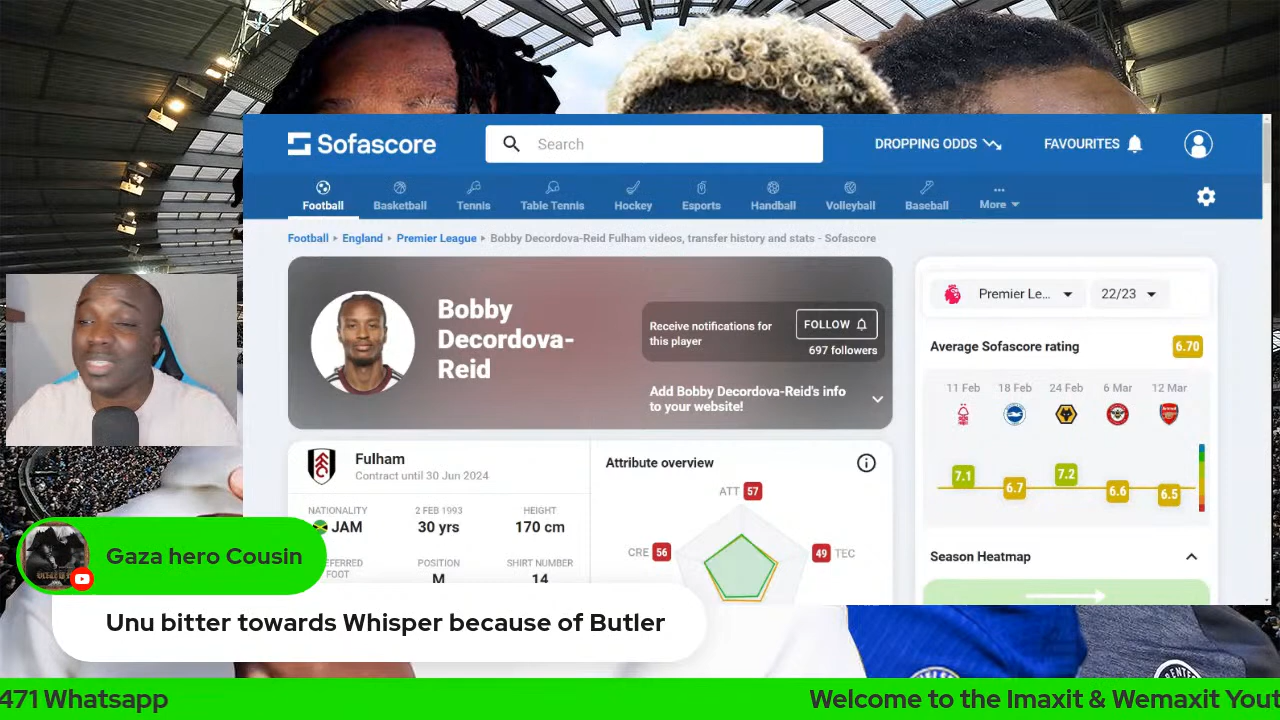 Sofascore
Search
DROPPING ODDS
FAVOURITES
Football
Basketball
Tennis
Table Tennis
Hockey
Esports
Handball
Volleyball
Baseball
More
Football England Premier League Bobby Decordova-Reid Fulham videos, transfer history and stats - Sofascore
Bobby
Decordova-
Reid
Receive notifications for
this player
FOLLOW
697 followers
Add Bobby Decordova-Reid's info
to your website!
Premier Le...
22/23
Average Sofascore rating
6.70
11 Feb
18 Feb
24 Feb
6 Mar
12 Mar
7.1
6.7
7.2
6.6
6.5
Season Heatmap
Fulham
Contract until 30 Jun 2024
NATIONALITY
JAM
2 FEB 1993
30 yrs
HEIGHT
170 cm
EFERRED
FOOT
POSITION
M
SHIRT NUMBER
14
Attribute overview
ATT 57
CRE 56
49 TEC
Gaza hero Cousin
Unu bitter towards Whisper because of Butler
471 Whatsapp
Welcome to the Imaxit & Wemaxit Yout